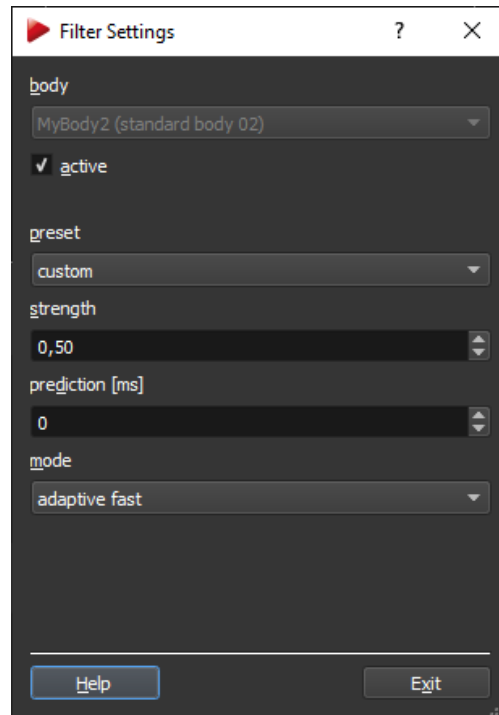 Filter Settings ?
body
MyBody2 (standard body 02)
active
preset
custom
strength
0,50
prediction [ms]
0
mode
adaptive fast
Help Exit